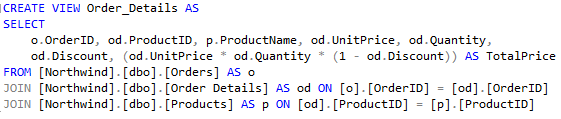 CREATE VIEW Order_Details AS
SELECT
o.OrderID, od.ProductID, p.ProductName, od.UnitPrice, od.Quantity,
od.Discount, (od.UnitPrice * od.Quantity * (1 - od.Discount)) AS TotalPrice
FROM [Northwind].[dbo].[Orders] AS o
JOIN [Northwind].[dbo].[Order Details] AS od ON [o].[OrderID] = [od].[OrderID]
JOIN [Northwind].[dbo].[Products] AS p ON [od].[ProductID] = [p].[ProductID]